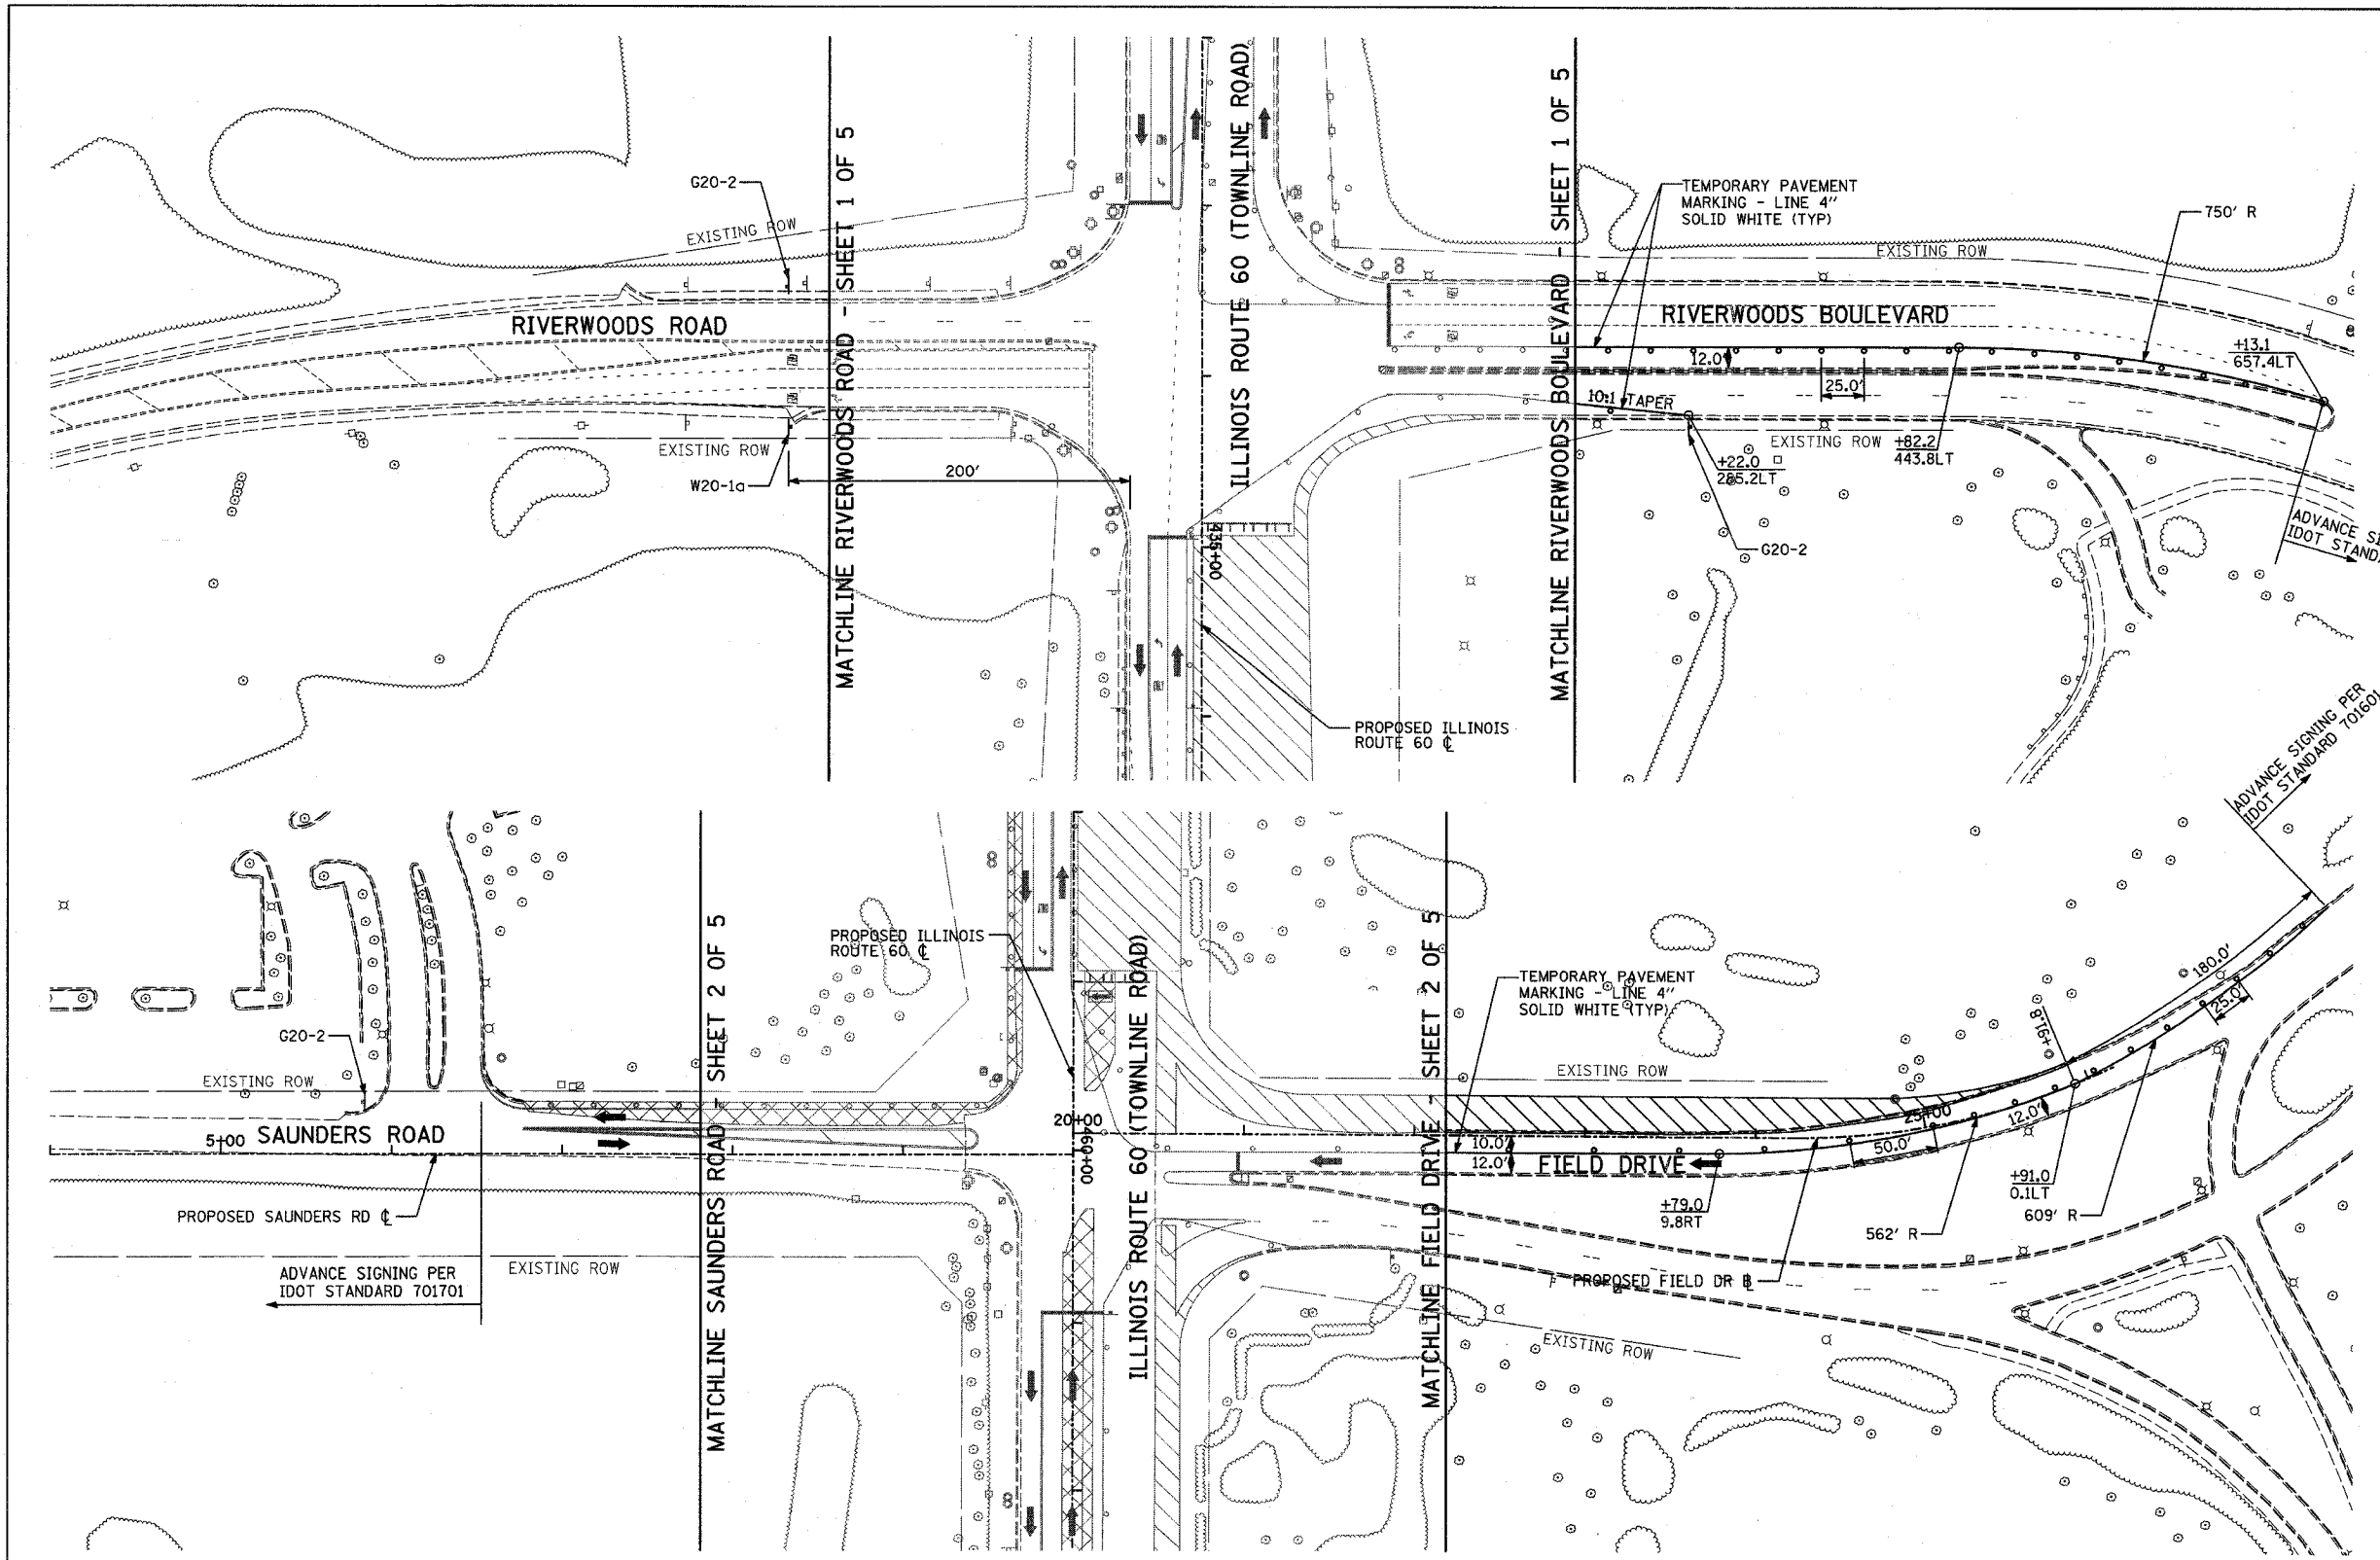 G20-2
EXISTING ROW
RIVERWOODS ROAD
EXISTING ROW
W20-1a
200'
MATCHLINE RIVERWOODS ROAD - SHEET 1 OF 5
ILLINOIS ROUTE 60 (TOWNLINE ROAD)
435+00
PROPOSED ILLINOIS
ROUTE 60 ℄
MATCHLINE RIVERWOODS BOULEVARD - SHEET 1 OF 5
TEMPORARY PAVEMENT
MARKING - LINE 4"
SOLID WHITE (TYP)
750' R
EXISTING ROW
RIVERWOODS BOULEVARD
+13.1
657.4LT
12.0'
25.0'
10:1 TAPER
EXISTING ROW
+82.2
443.8LT
+22.0
285.2LT
G20-2
ADVANCE SI
IDOT STAND
ADVANCE SIGNING PER
IDOT STANDARD 701601
G20-2
EXISTING ROW
5+00
SAUNDERS ROAD
PROPOSED SAUNDERS RD ℄
ADVANCE SIGNING PER
IDOT STANDARD 701701
EXISTING ROW
MATCHLINE SAUNDERS ROAD - SHEET 2 OF 5
PROPOSED ILLINOIS
ROUTE 60 ℄
20+00
460+00
ILLINOIS ROUTE 60 (TOWNLINE ROAD)
MATCHLINE FIELD DRIVE - SHEET 2 OF 5
TEMPORARY PAVEMENT
MARKING - LINE 4"
SOLID WHITE (TYP)
EXISTING ROW
10.0'
12.0'
FIELD DRIVE
+79.0
9.8RT
25+00
50.0'
12.0'
+91.8
180.0'
25.0'
+91.0
0.1LT
562' R
609' R
PROPOSED FIELD DR ℄
EXISTING ROW